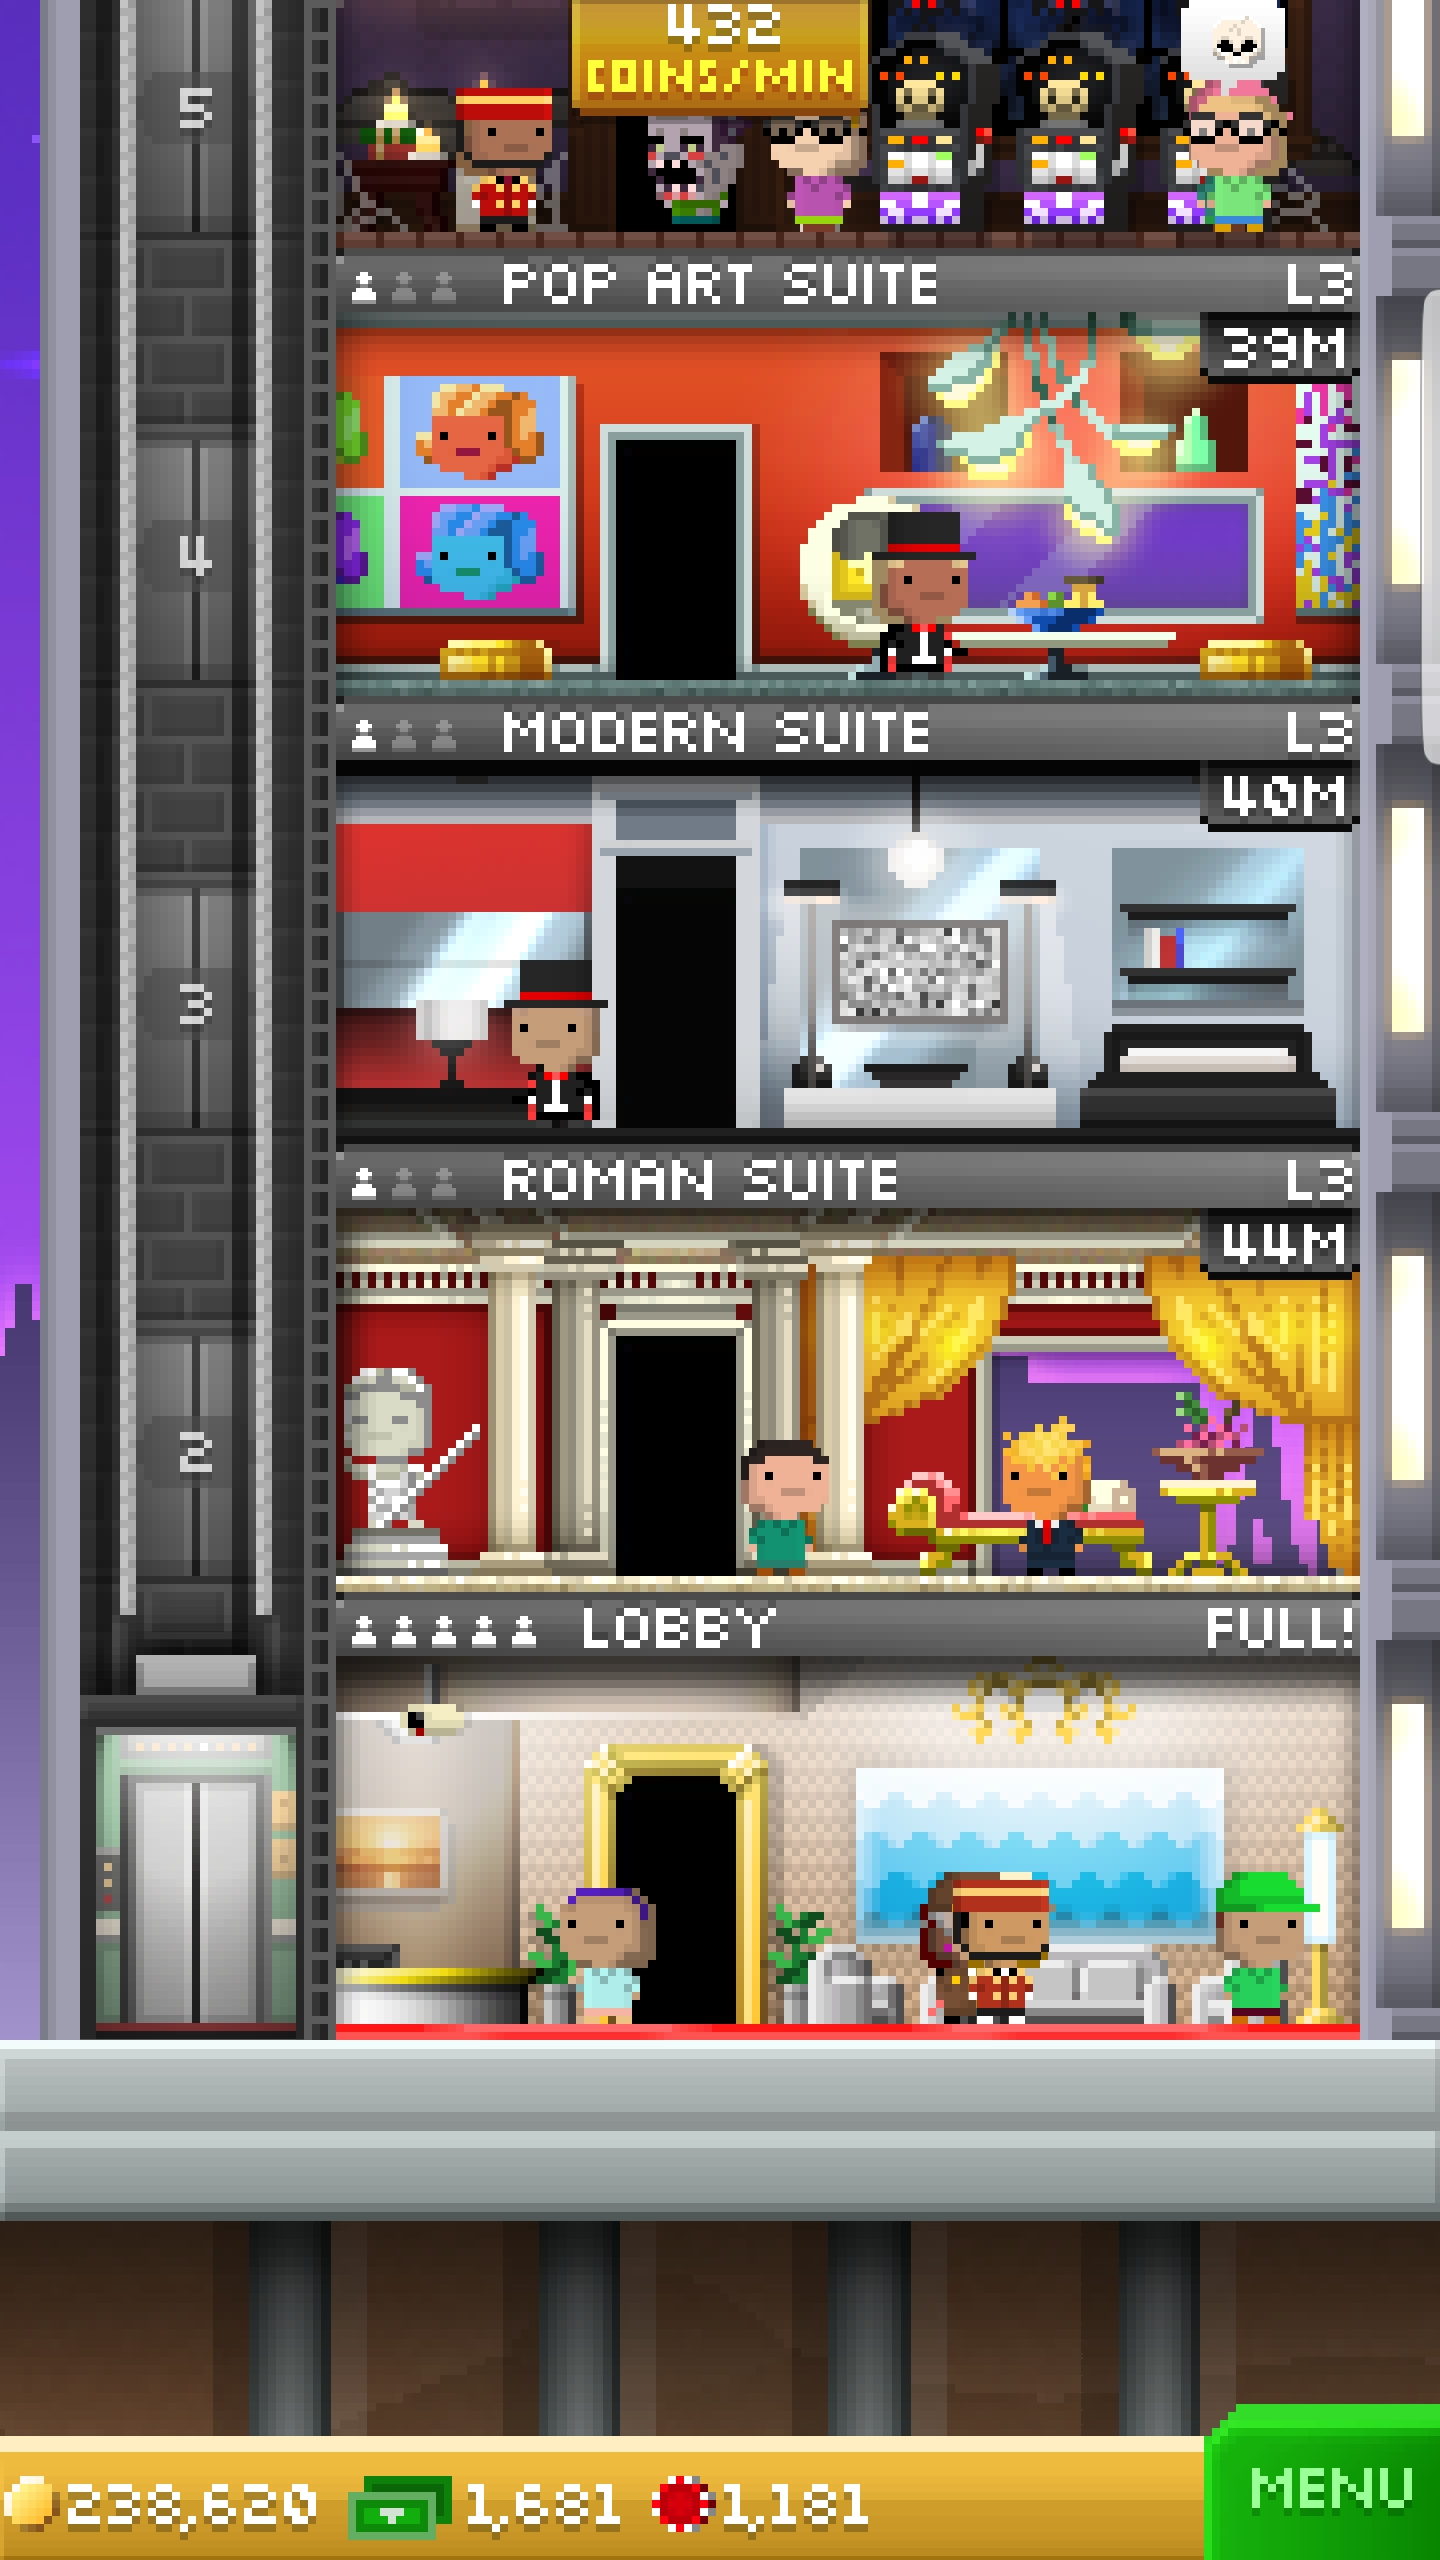 432
COINS/MIN
5
POP ART SUITE L3
39M
4
MODERN SUITE L3
40M
3
ROMAN SUITE L3
44M
2
LOBBY FULL!
238,620 1,681 1,181
MENU